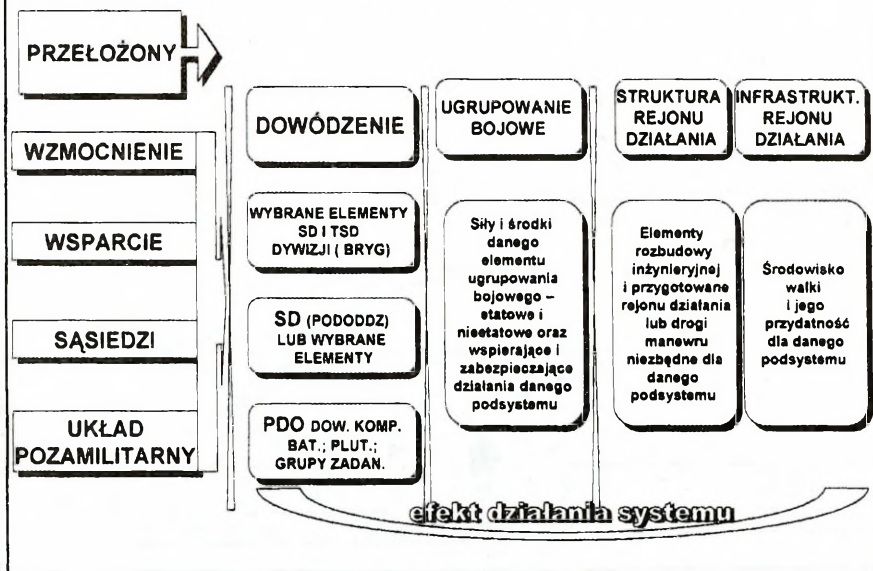 PRZEŁOŻONY
WZMOCNIENIE
WSPARCIE
SĄSIEDZI
UKŁAD
POZAMILITARNY
DOWÓDZENIE
WYBRANE ELEMENTY
SD I TSD
DYWIZJI ( BRYG)
SD (PODODDZ)
LUB WYBRANE
ELEMENTY
PDO DOW. KOMP.
BAT.; PLUT.;
GRUPY ZADAN.
UGRUPOWANIE
BOJOWE
Siły i środki
danego
elementu
ugrupowania
bojowego –
etatowe i
nieetatowe oraz
wspierające i
zabezpieczające
działania danego
podsystemu
STRUKTURA
REJONU
DZIAŁANIA
Elementy
rozbudowy
inżynieryjnej
i przygotowane
rejonu działania
lub drogi
manewru
niezbędne dla
danego
podsystemu
INFRASTRUKT.
REJONU
DZIAŁANIA
Środowisko
walki
i jego
przydatność
dla danego
podsystemu
efekt działania systemu